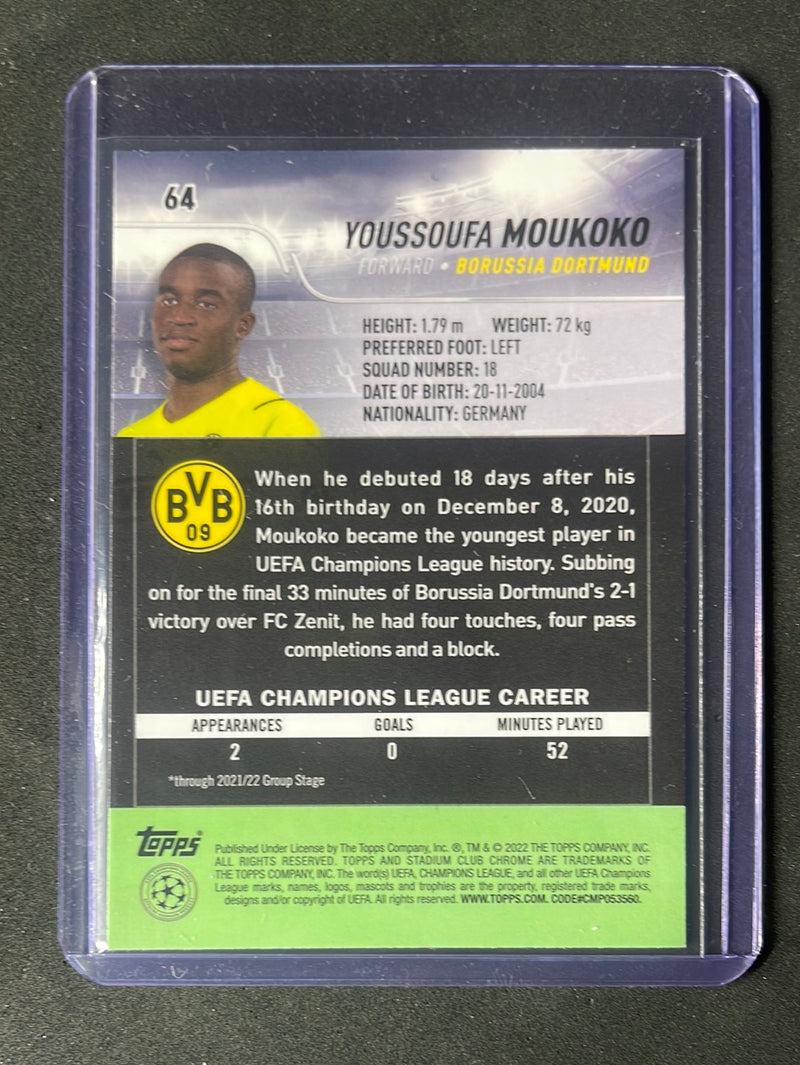 64
YOUSSOUFA MOUKOKO
FORWARD • BORUSSIA DORTMUND
HEIGHT: 1.79 m WEIGHT: 72 kg
PREFERRED FOOT: LEFT
SQUAD NUMBER: 18
DATE OF BIRTH: 20-11-2004
NATIONALITY: GERMANY
BVB
09
When he debuted 18 days after his
16th birthday on December 8, 2020,
Moukoko became the youngest player in
UEFA Champions League history. Subbing
on for the final 33 minutes of Borussia Dortmund's 2-1
victory over FC Zenit, he had four touches, four pass
completions and a block.
UEFA CHAMPIONS LEAGUE CAREER
APPEARANCES GOALS MINUTES PLAYED
2 0 52
*through 2021/22 Group Stage
Topps
Published Under License by The Topps Company, Inc. ®, TM & © 2022 THE TOPPS COMPANY, INC.
ALL RIGHTS RESERVED. TOPPS AND STADIUM CLUB CHROME ARE TRADEMARKS OF
THE TOPPS COMPANY, INC. The word(s) UEFA, CHAMPIONS LEAGUE, and all other UEFA Champions
League marks, names, logos, mascots and trophies are the property, registered trade marks,
designs and/or copyright of UEFA. All rights reserved. WWW.TOPPS.COM. CODE#CMP053560.